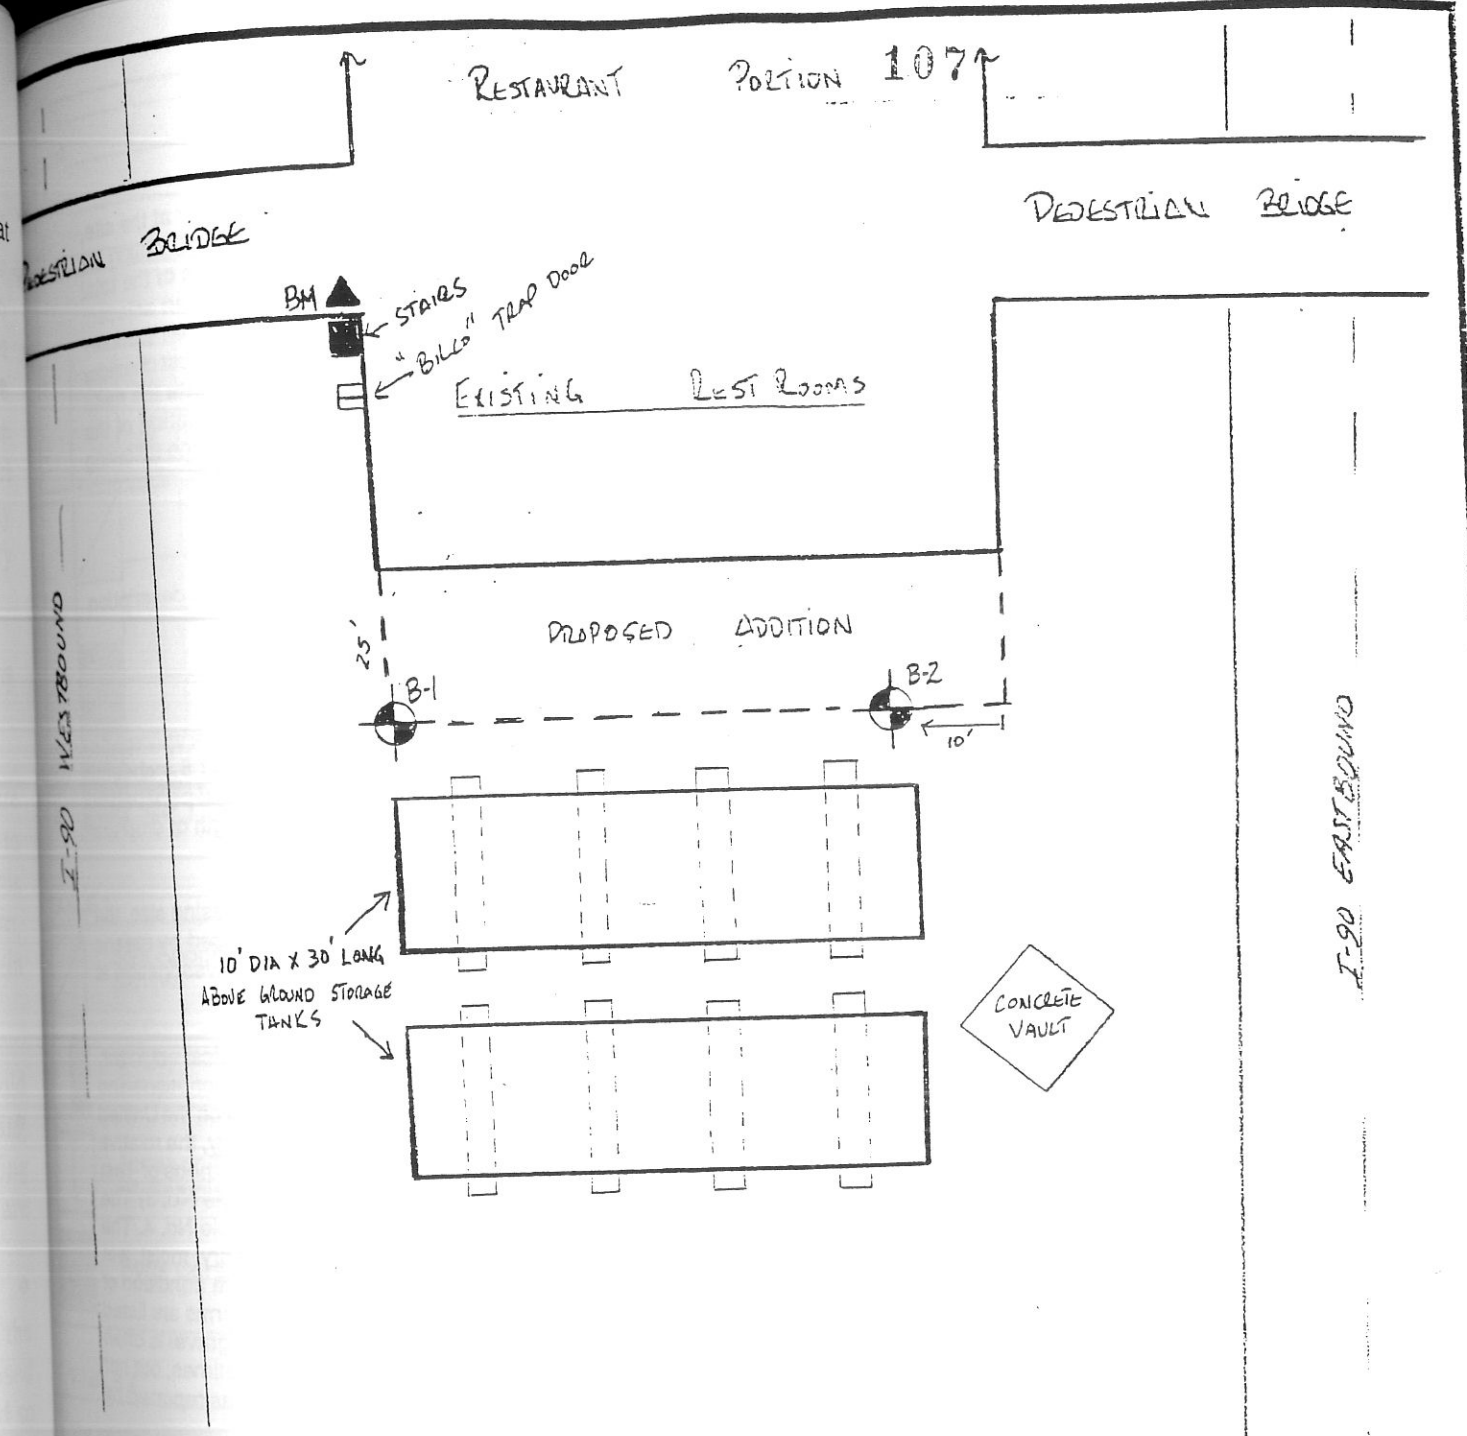 RESTAURANT PORTION 107
PEDESTRIAN BRIDGE
PEDESTRIAN BRIDGE
BM
STAIRS
"BILCO" TRAP DOOR
EXISTING REST ROOMS
PROPOSED ADDITION
25'
B-1
B-2
10'
I-90 WESTBOUND
I-90 EASTBOUND
10' DIA X 30' LONG
ABOVE GROUND STORAGE
TANKS
CONCRETE
VAULT